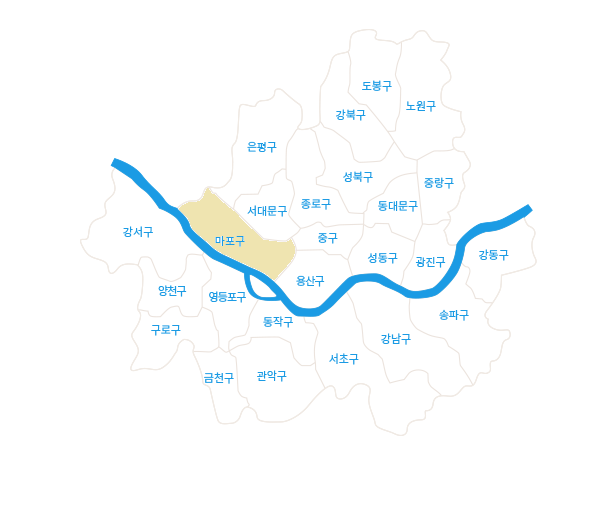 도봉구
노원구
강북구
은평구
성북구
중랑구
종로구
동대문구
서대문구
강서구
마포구
중구
성동구
광진구
강동구
용산구
양천구
영등포구
동작구
송파구
구로구
강남구
서초구
금천구
관악구